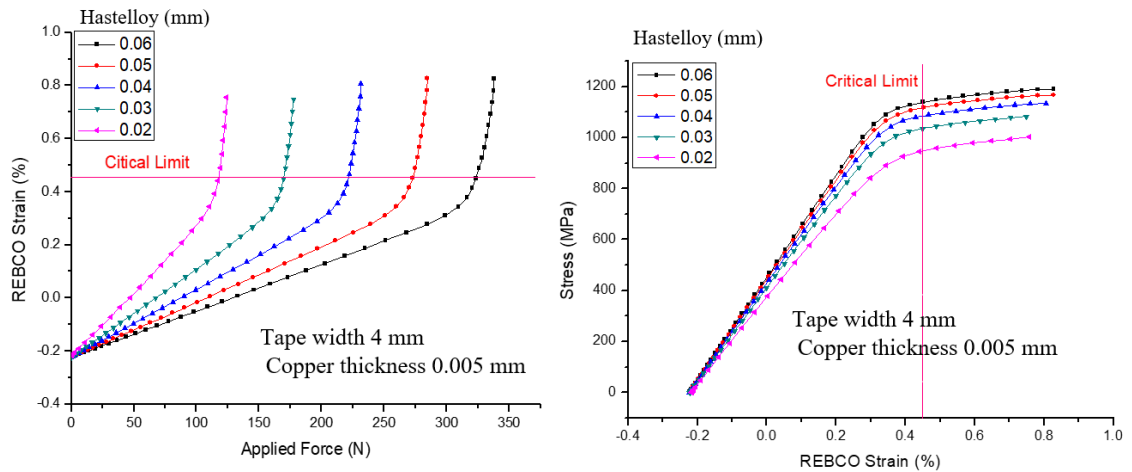 Hastelloy (mm)
0.06
0.05
0.04
0.03
0.02
Citical Limit
Tape width 4 mm
Copper thickness 0.005 mm
1.0
0.8
0.6
0.4
0.2
0.0
-0.2
-0.4
REBCO Strain (%)
0 50 100 150 200 250 300 350
Applied Force (N)
Hastelloy (mm)
0.06
0.05
0.04
0.03
0.02
Critical Limit
Tape width 4 mm
Copper thickness 0.005 mm
1200
1000
800
600
400
200
0
Stress (MPa)
-0.4 -0.2 0.0 0.2 0.4 0.6 0.8 1.0
REBCO Strain (%)